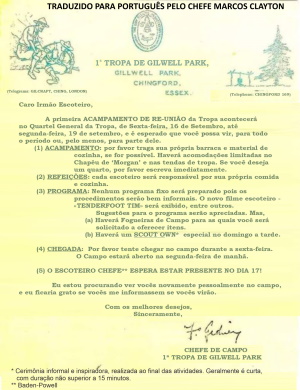 TRADUZIDO PARA PORTUGUÊS PELO CHEFE MARCOS CLAYTON
1ª TROPA DE GILWELL PARK,
GILLWELL PARK,
CHINGFORD,
ESSEX.
Caro Irmão Escoteiro,
A primeira ACAMPAMENTO DE RE-UNIÃO da Tropa acontecerá
no Quartel General da Tropa, de Sexta-feira, 16 de Setembro, até
segunda-feira, 19 de setembro, e é esperado que você possa vir, para todo
o período ou, pelo menos, para parte dele.
(1) ACAMPAMENTO: por favor traga sua própria barraca e material de
cozinha, se for possível. Haverá acomodações limitadas no
Chapéu de 'Morgan' e nas tendas de tropa. Se você deseja
um quarto, por favor escreva imediatamente.
(2) REFEIÇÕES: cada escoteiro será responsável por sua própria comida
e cozinha.
(3) PROGRAMA: Nenhum programa fixo será preparado pois os
procedimentos serão bem informais. O novo filme escoteiro -
-TENDERFOOT TIM- será exibido, entre outros.
Sugestões para o programa serão apreciadas. Mas,
(a) Haverá Fogueiras de Campo para as quais você será
solicitado a oferecer itens.
(b) Haverá um SCOUT OWN* especial no domingo a tarde.
(4) CHEGADA: Por favor tente chegar no campo durante a sexta-feira.
O Campo estará aberto na segunda-feira de manhã.
(5) O ESCOTEIRO CHEFE** ESPERA ESTAR PRESENTE NO DIA 17!
Eu estou procurando ver vocês novamente pessoalmente no campo,
e eu ficaria grato se vocês me informassem se vocês virão.
Com os melhores desejos,
Sinceramente,
CHEFE DE CAMPO
1ª TROPA DE GILWELL PARK
* Cerimônia informal e inspiradora, realizada ao final das atividades. Geralmente é curta,
com duração não superior a 15 minutos.
** Baden-Powell